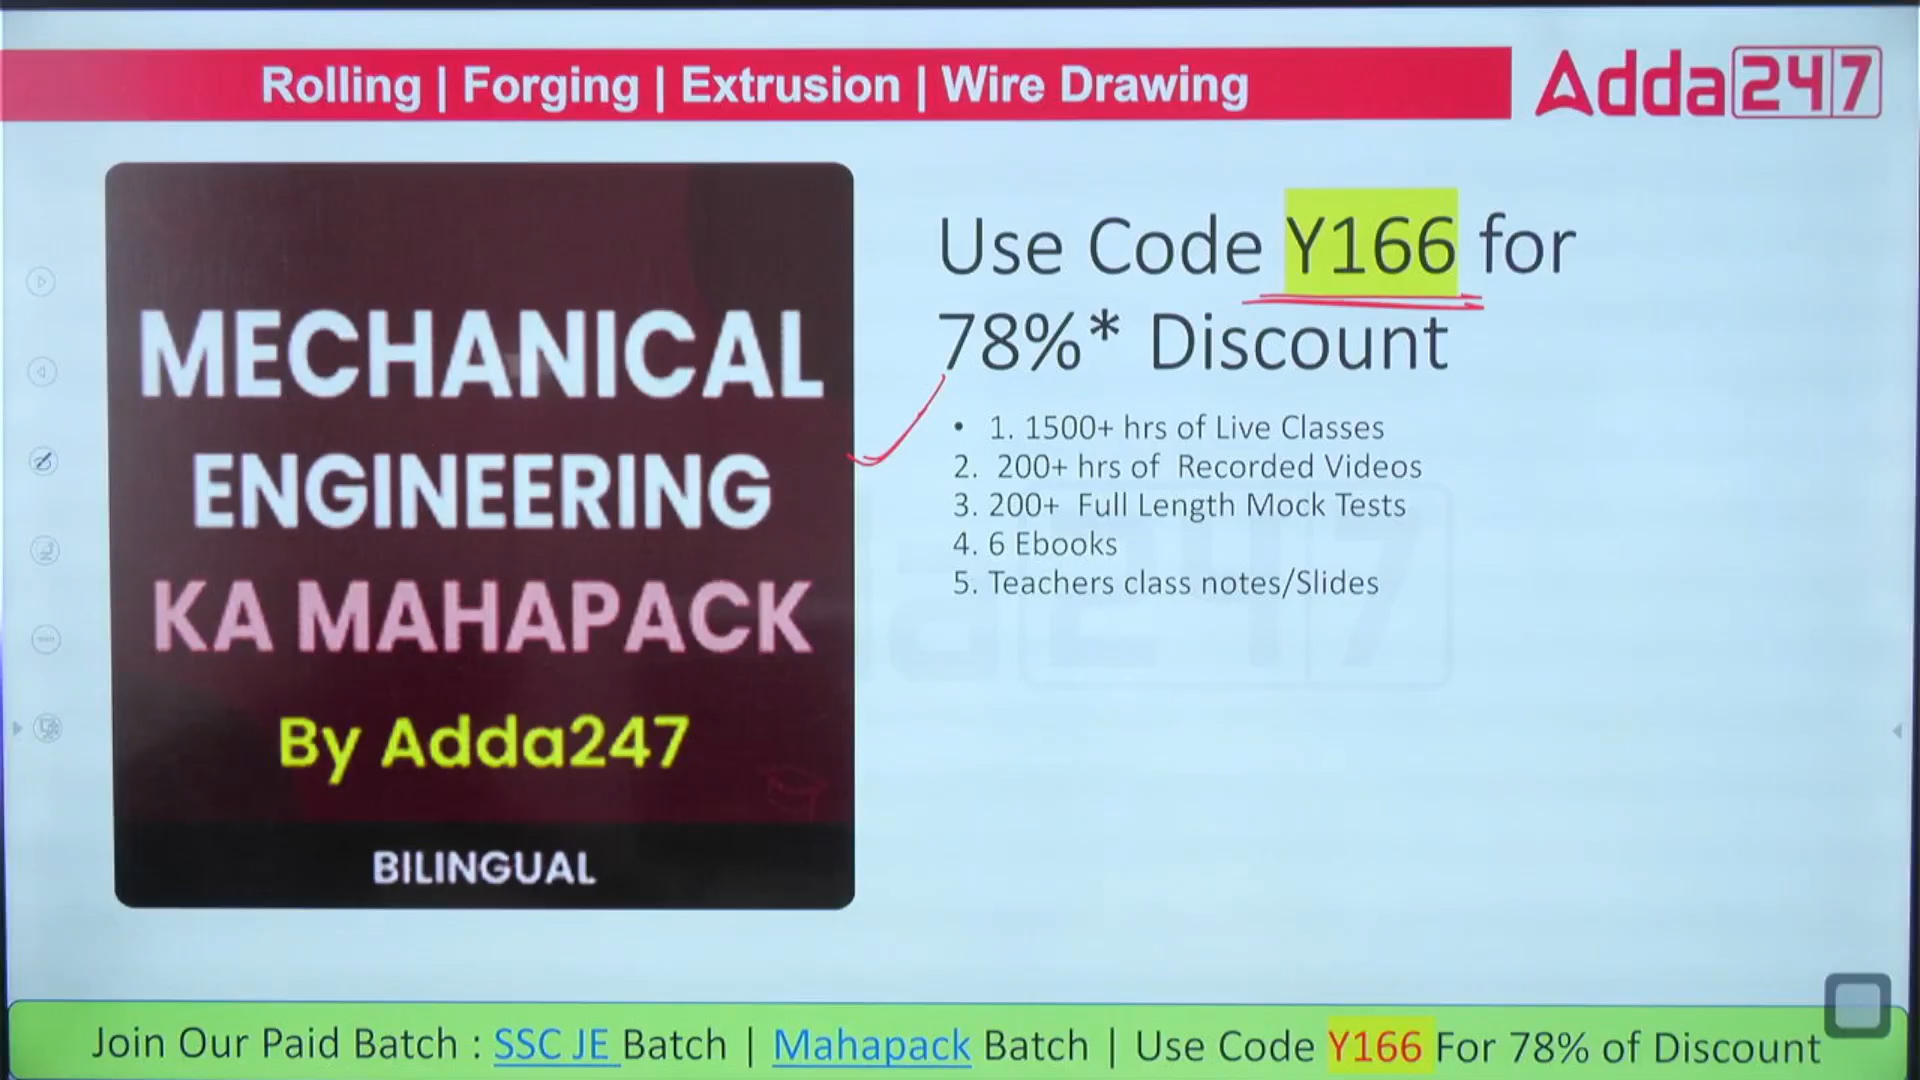 Rolling | Forging | Extrusion | Wire Drawing
Adda247
MECHANICAL
ENGINEERING
KA MAHAPACK
By Adda247
BILINGUAL
Use Code Y166 for
78%* Discount
• 1. 1500+ hrs of Live Classes
2. 200+ hrs of Recorded Videos
3. 200+ Full Length Mock Tests
4. 6 Ebooks
5. Teachers class notes/Slides
Join Our Paid Batch : SSC JE Batch | Mahapack Batch | Use Code Y166 For 78% of Discount